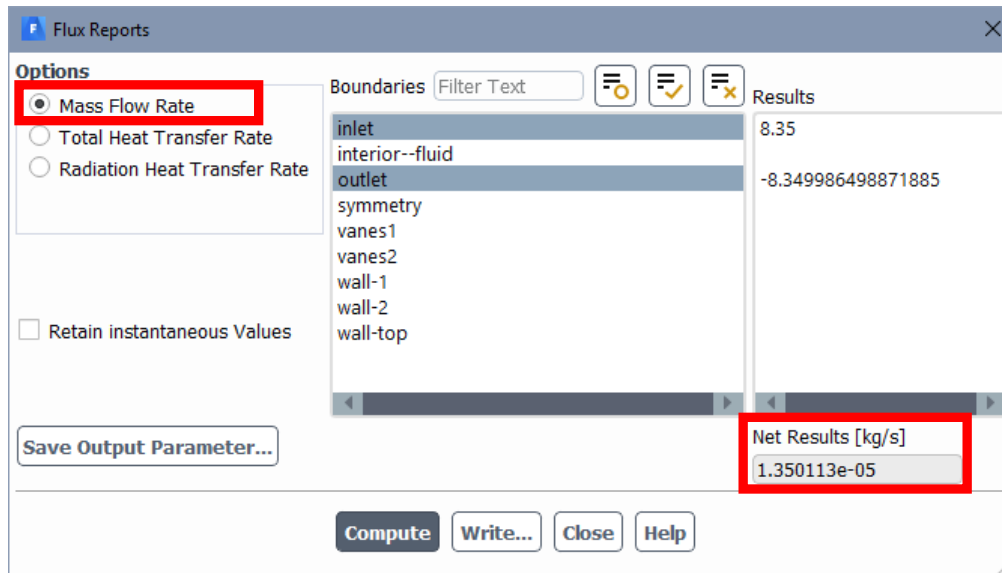 F Flux Reports
Options
Mass Flow Rate
Total Heat Transfer Rate
Radiation Heat Transfer Rate
Retain instantaneous Values
Save Output Parameter...
Boundaries Filter Text
inlet
interior--fluid
outlet
symmetry
vanes1
vanes2
wall-1
wall-2
wall-top
Results
8.35
-8.349986498871885
Net Results [kg/s]
1.350113e-05
Compute Write... Close Help